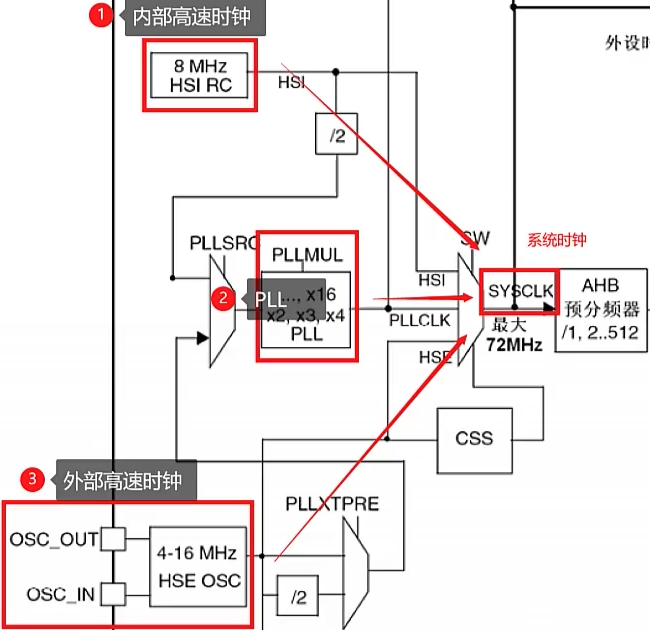 1 内部高速时钟
外设时
8 MHz
HSI RC
HSI
/2
PLLSRC
PLLMUL
SW
系统时钟
HSI
SYSCLK
AHB
2 PLL
..., x16
x2, x3, x4
PLL
PLLCLK
最大
72MHz
预分频器
/1, 2..512
HSE
CSS
3 外部高速时钟
PLLXTPRE
OSC_OUT
4-16 MHz
HSE OSC
OSC_IN
/2